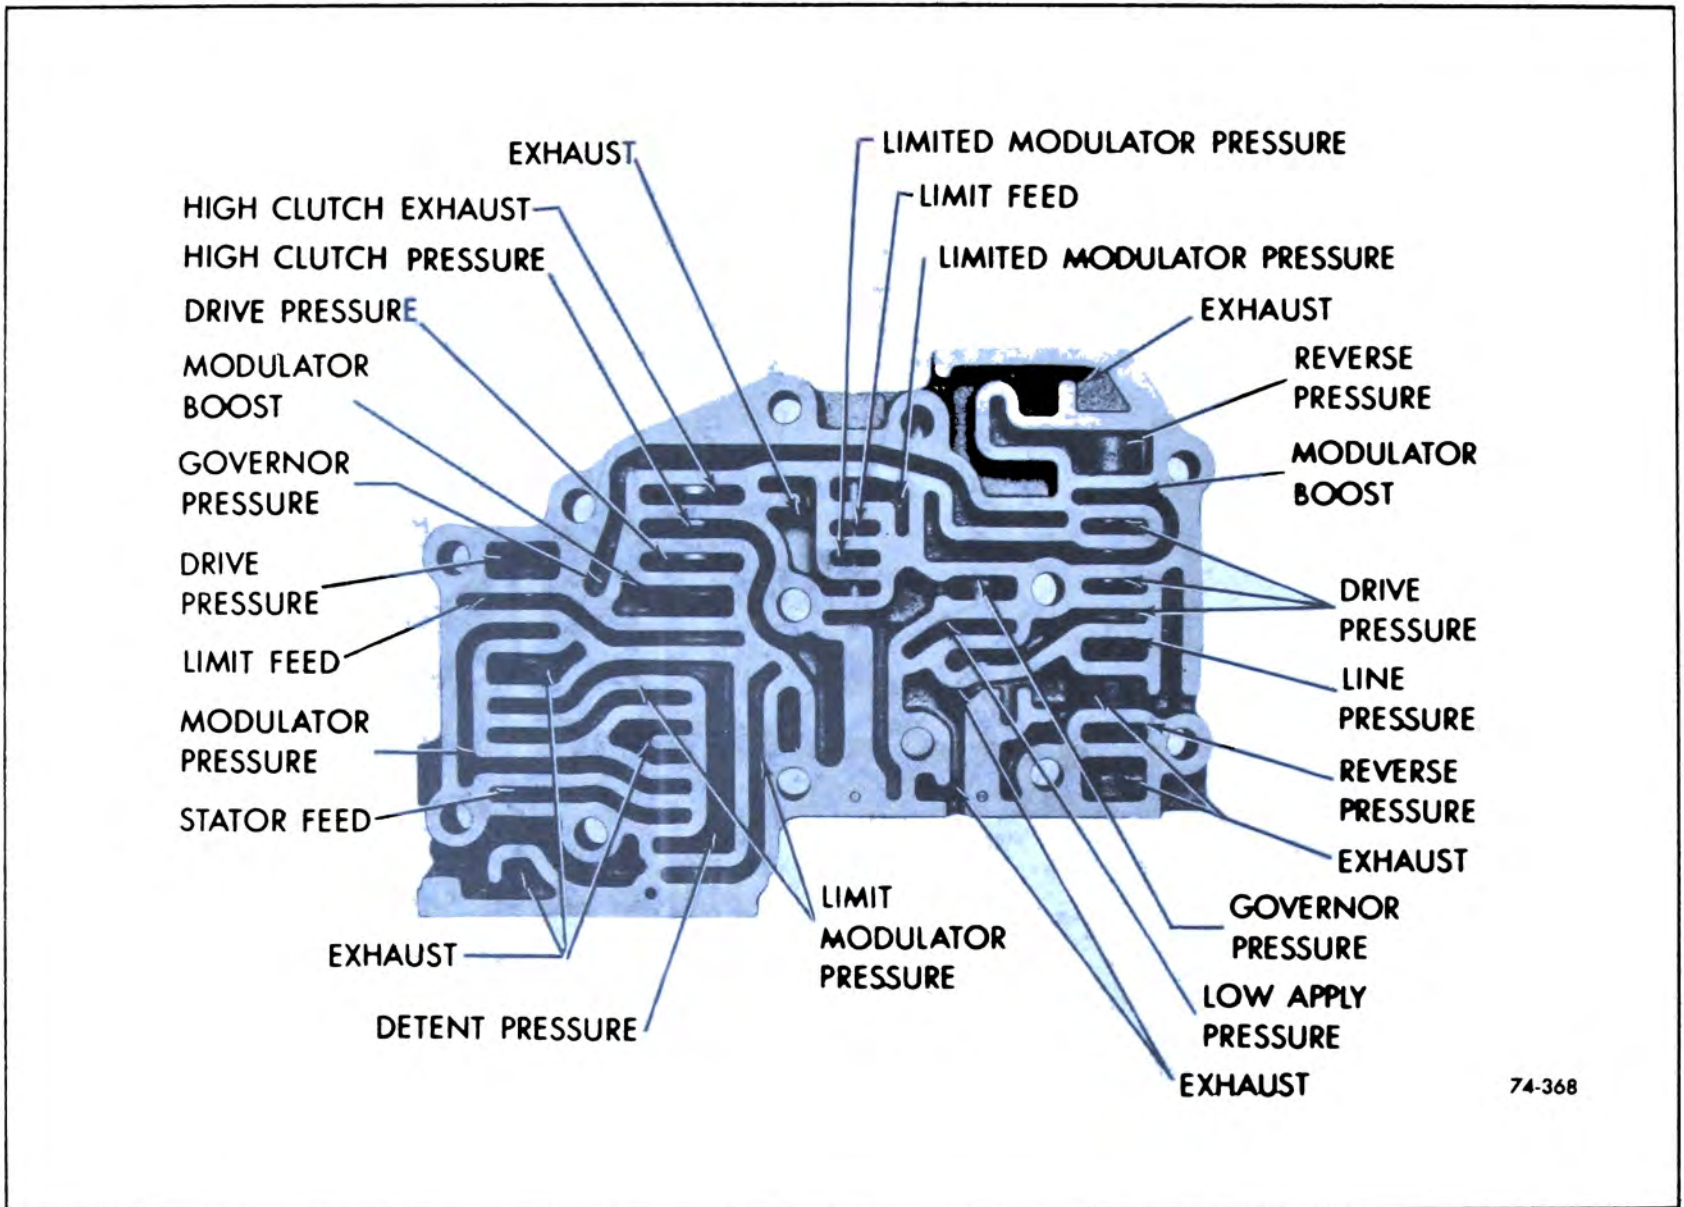 EXHAUST
HIGH CLUTCH EXHAUST
HIGH CLUTCH PRESSURE
DRIVE PRESSURE
MODULATOR
BOOST
GOVERNOR
PRESSURE
DRIVE
PRESSURE
LIMIT FEED
MODULATOR
PRESSURE
STATOR FEED
EXHAUST
DETENT PRESSURE
LIMIT
MODULATOR
PRESSURE
LIMITED MODULATOR PRESSURE
LIMIT FEED
LIMITED MODULATOR PRESSURE
EXHAUST
REVERSE
PRESSURE
MODULATOR
BOOST
DRIVE
PRESSURE
LINE
PRESSURE
REVERSE
PRESSURE
EXHAUST
GOVERNOR
PRESSURE
LOW APPLY
PRESSURE
EXHAUST
74-368